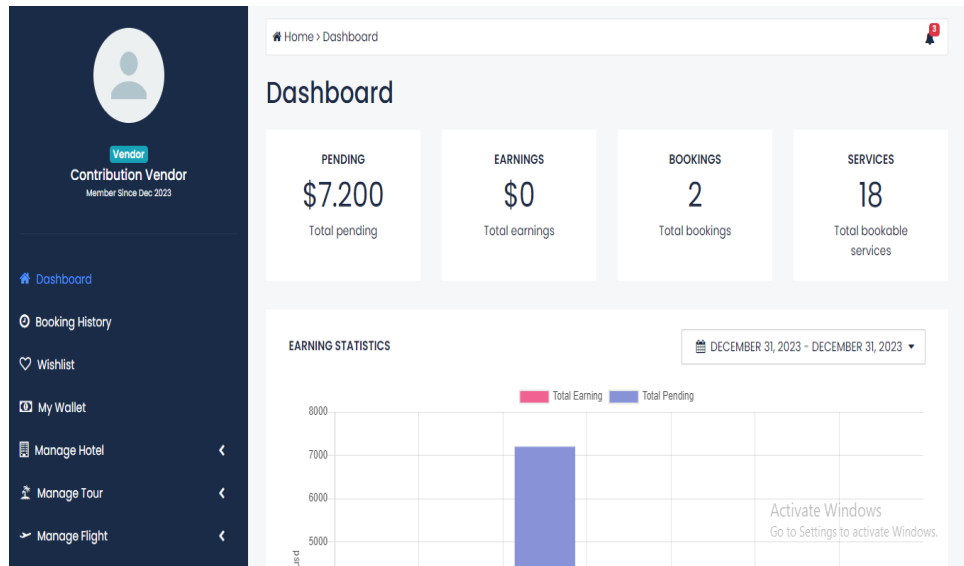 Home > Dashboard
3
Dashboard
Vendor
Contribution Vendor
Member Since Dec 2023
Dashboard
Booking History
Wishlist
My Wallet
Manage Hotel
Manage Tour
Manage Flight
PENDING
$7.200
Total pending
EARNINGS
$0
Total earnings
BOOKINGS
2
Total bookings
SERVICES
18
Total bookable
services
EARNING STATISTICS
DECEMBER 31, 2023 - DECEMBER 31, 2023
Total Earning
Total Pending
8000
7000
6000
5000
usd
Activate Windows
Go to Settings to activate Windows.